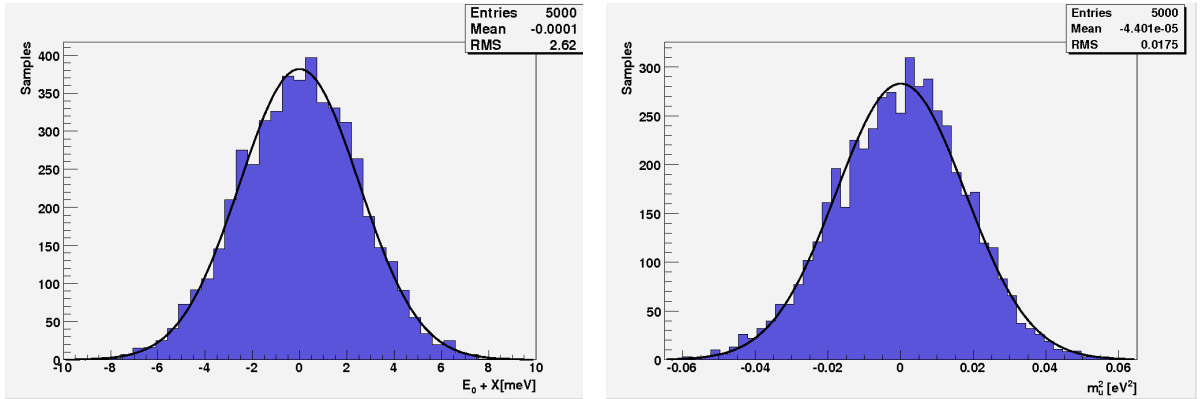 Entries 5000
Mean -0.0001
RMS 2.62
Samples
400
350
300
250
200
150
100
50
0
-10 -8 -6 -4 -2 0 2 4 6 8 10
E0 + X[meV]
Entries 5000
Mean -4.401e-05
RMS 0.0175
Samples
300
250
200
150
100
50
0
-0.06 -0.04 -0.02 0 0.02 0.04 0.06
m²u [eV²]